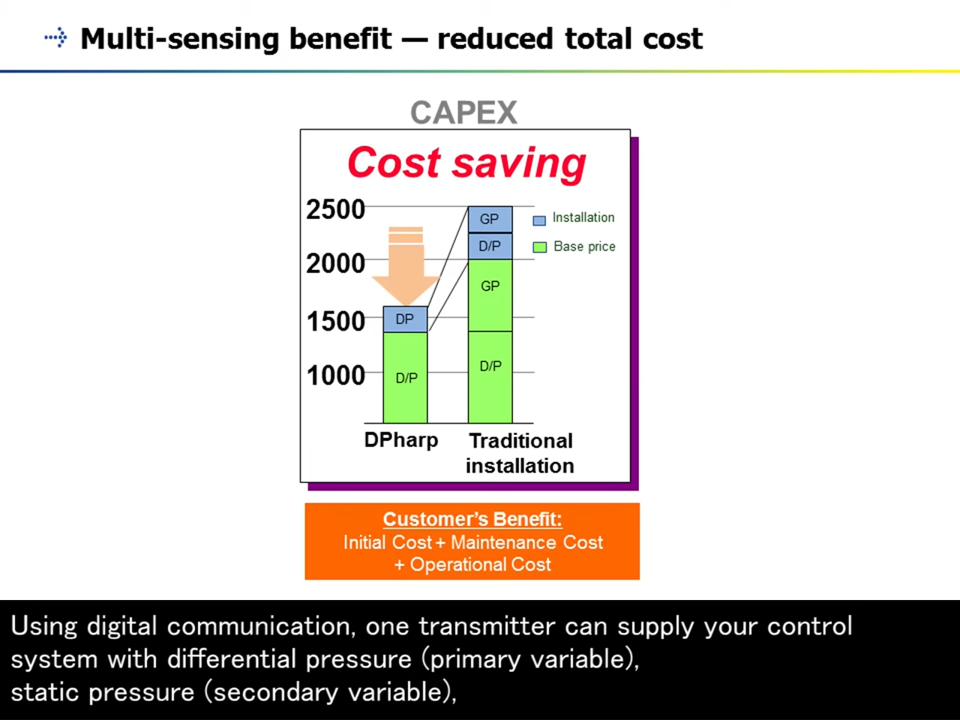 Multi-sensing benefit — reduced total cost
CAPEX
Cost saving
2500
2000
1500
1000
GP
D/P
GP
D/P
DP
D/P
Installation
Base price
DPharp
Traditional
installation
Customer's Benefit:
Initial Cost + Maintenance Cost
+ Operational Cost
Using digital communication, one transmitter can supply your control
system with differential pressure (primary variable),
static pressure (secondary variable),